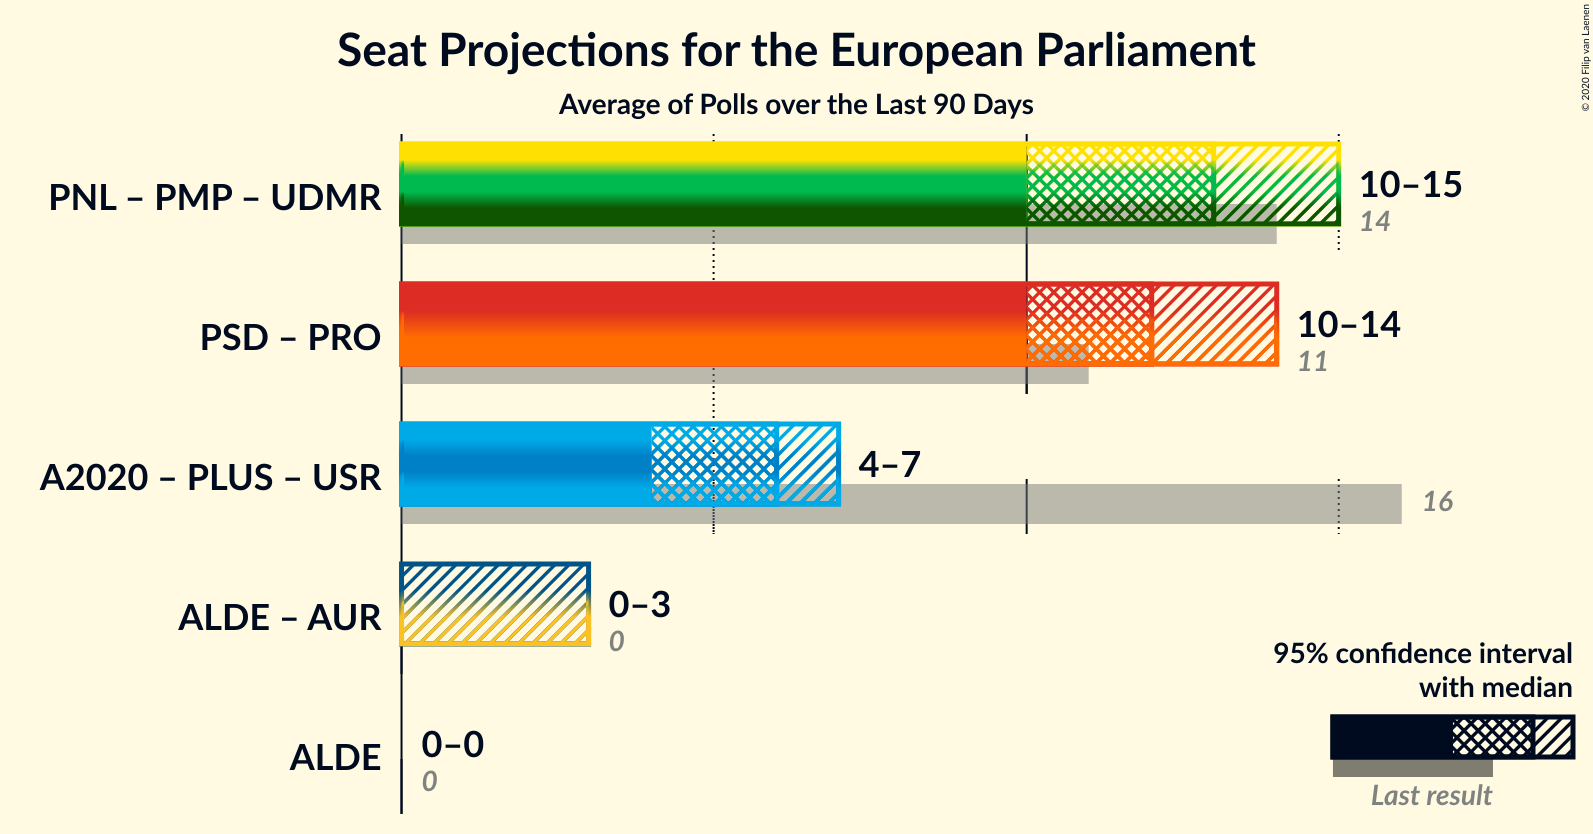 Seat Projections for the European Parliament
Average of Polls over the Last 90 Days
© 2020 Filip van Laenen
PNL – PMP – UDMR
10–15
14
PSD – PRO
10–14
11
A2020 – PLUS – USR
4–7
16
ALDE – AUR
0–3
0
ALDE
0–0
0
95% confidence interval
with median
Last result